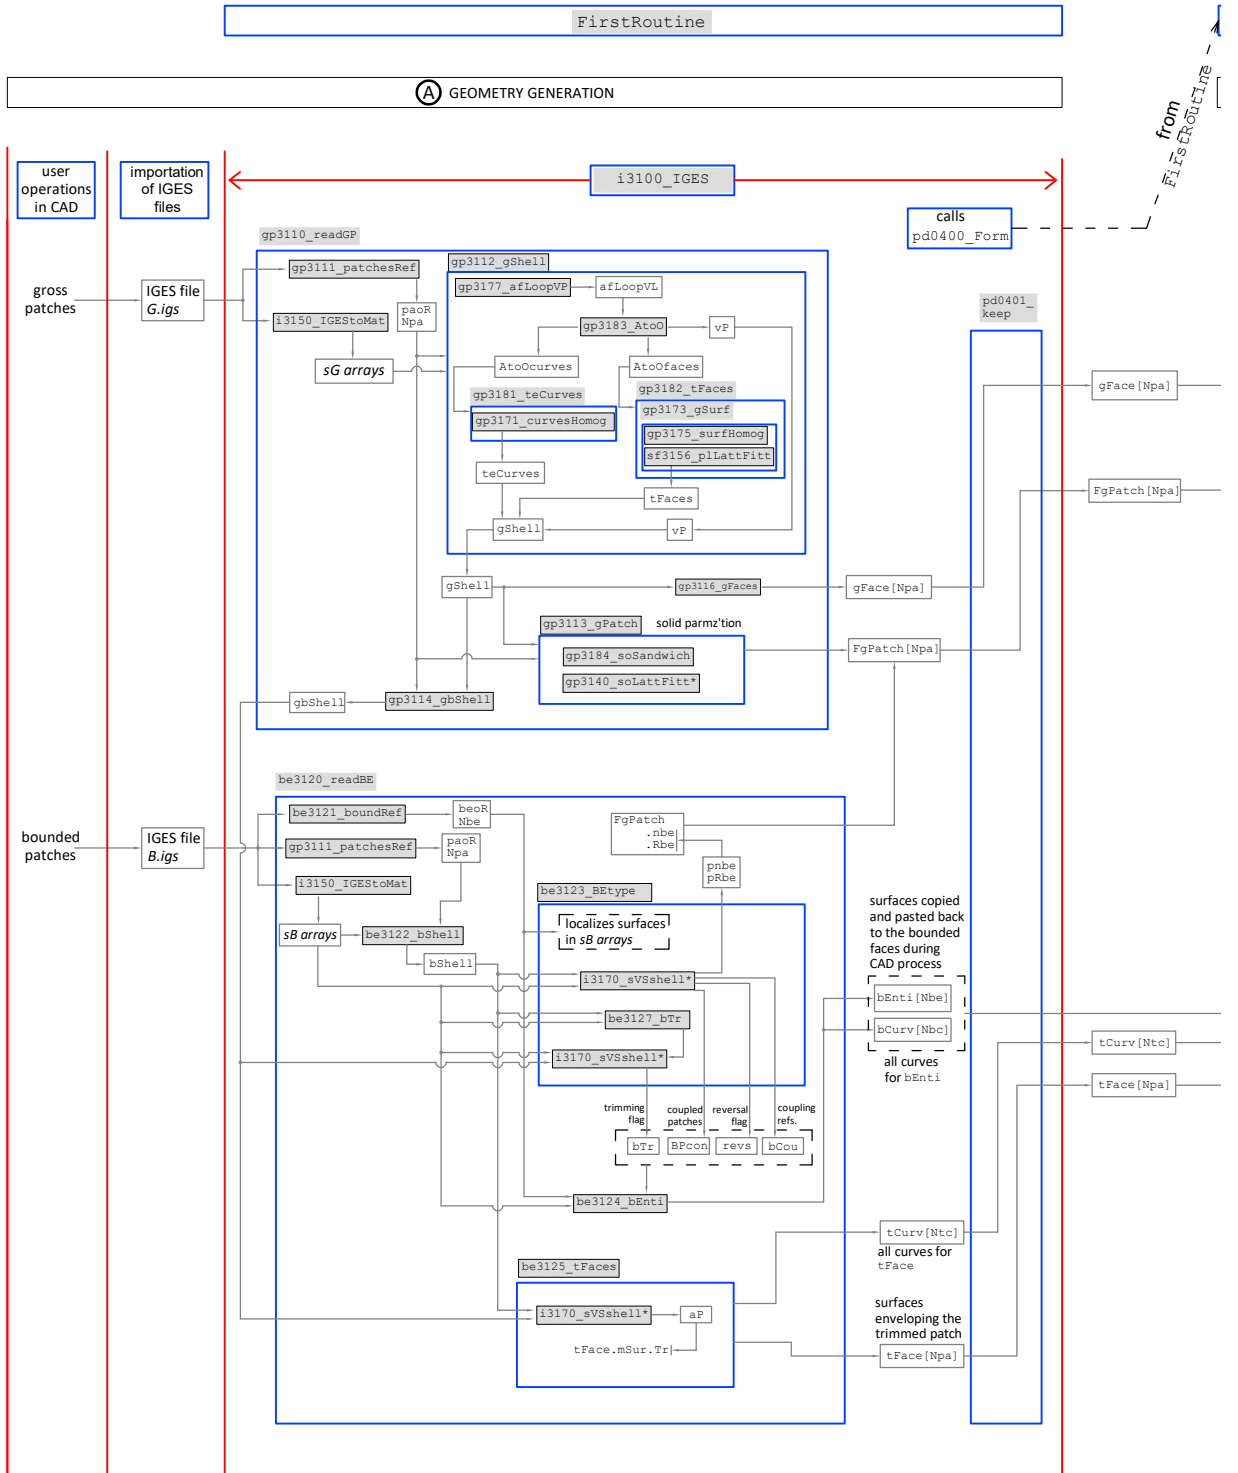 FirstRoutine
A GEOMETRY GENERATION
from
FirstRoutine
user
operations
in CAD
importation
of IGES
files
i3100_IGES
calls
pd0400_Form
gp3110_readGP
gp3111_patchesRef
gp3112_gShell
gp3177_afLoopVP
afLoopVL
gross
patches
IGES file
G.igs
paoR
Npa
i3150_IGEStoMat
gp3183_AtoO
vP
pd0401_
keep
sG arrays
AtoOcurves
AtoOfaces
gFace[Npa]
gp3181_teCurves
gp3182_tFaces
gp3171_curvesHomog
gp3173_gSurf
gp3175_surfHomog
sf3156_plLattFitt
teCurves
tFaces
FgPatch[Npa]
gShell
vP
gShell
gp3116_gFaces
gFace[Npa]
gp3113_gPatch
solid parmz'tion
gp3184_soSandwich
FgPatch[Npa]
gp3140_soLattFitt*
gbShell
gp3114_gbShell
be3120_readBE
be3121_boundRef
beoR
Nbe
FgPatch
.nbe
.Rbe
bounded
patches
IGES file
B.igs
gp3111_patchesRef
paoR
Npa
pnbe
pRbe
i3150_IGEStoMat
be3123_BEtype
surfaces copied
and pasted back
to the bounded
faces during
CAD process
sB arrays
be3122_bShell
localizes surfaces
in sB arrays
bShell
i3170_sVSshell*
bEnti[Nbe]
be3127_bTr
bCurv[Nbc]
i3170_sVSshell*
all curves
for bEnti
tCurv[Ntc]
tFace[Npa]
trimming
flag
coupled
patches
reversal
flag
coupling
refs.
bTr
BPcon
revs
bCou
be3124_bEnti
tCurv[Ntc]
all curves for
tFace
be3125_tFaces
i3170_sVSshell*
aP
surfaces
enveloping the
trimmed patch
tFace.mSur.Tr
tFace[Npa]